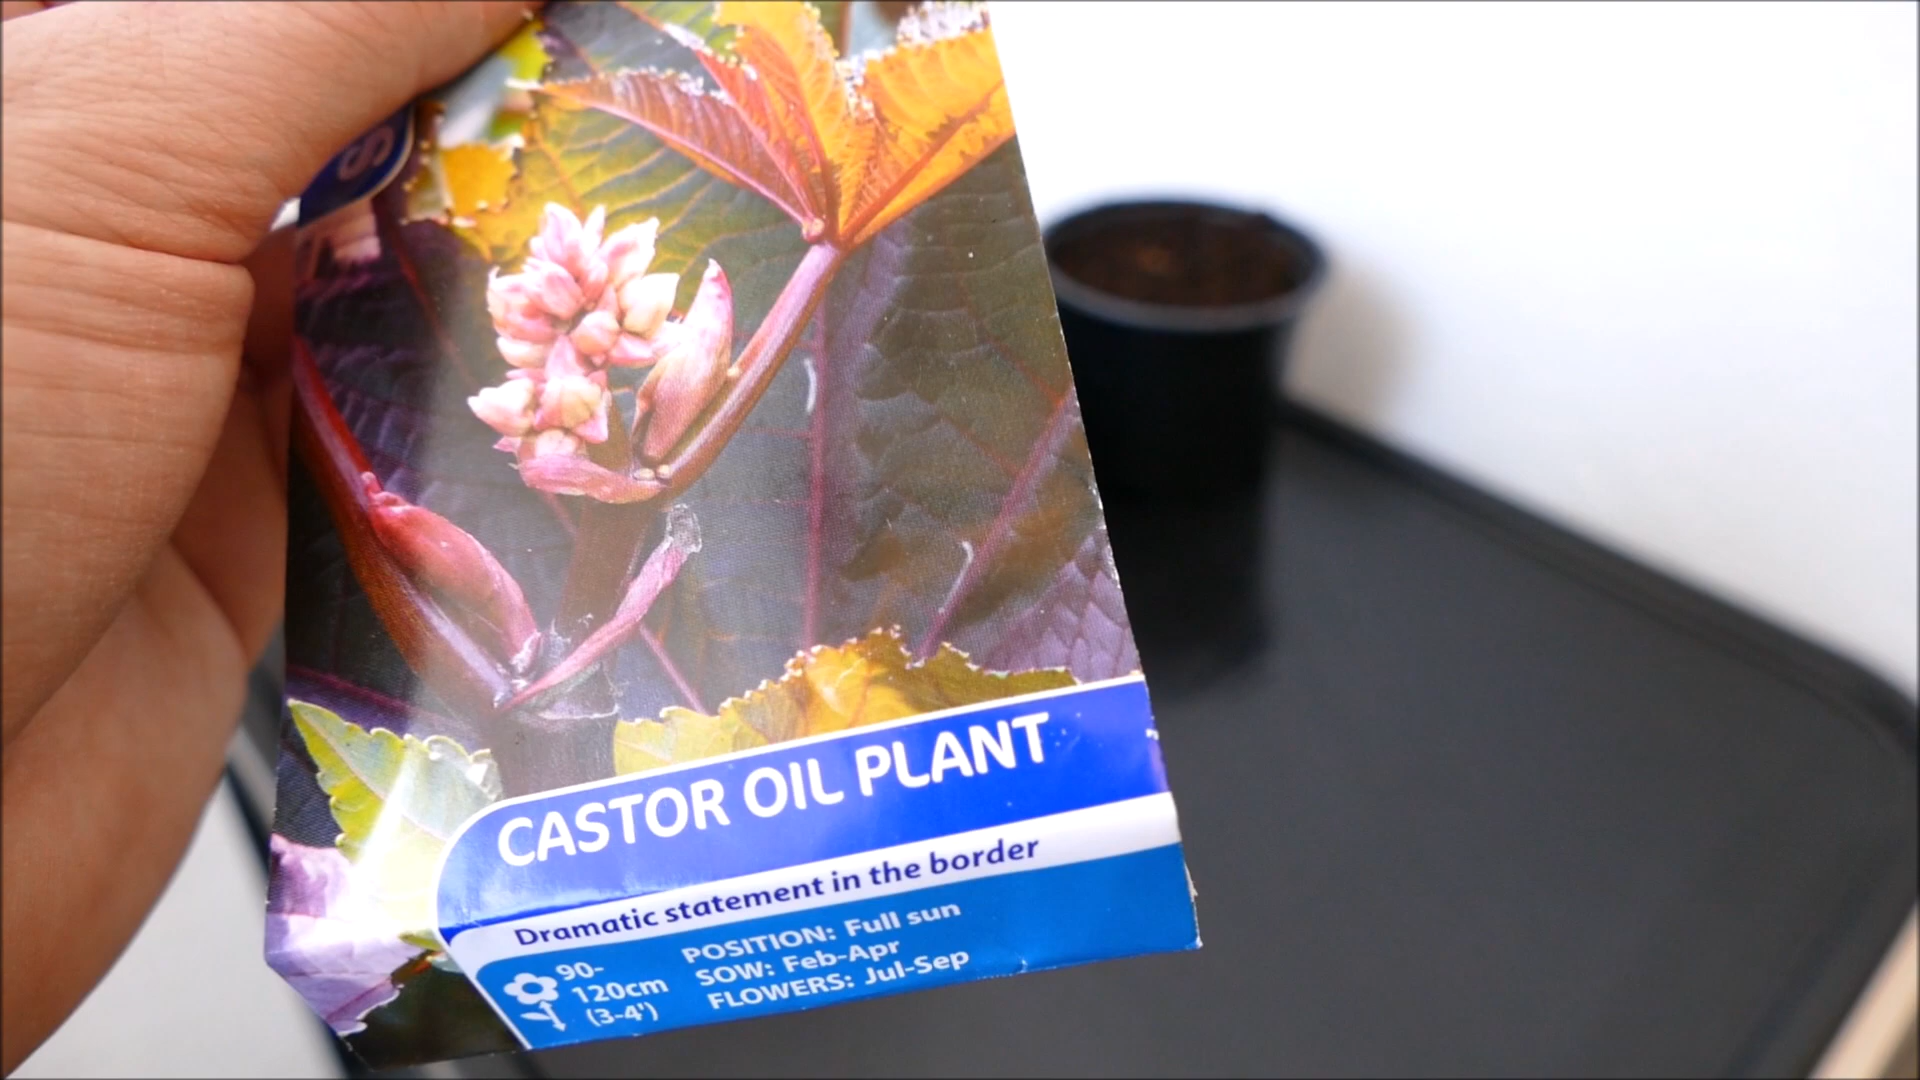 S
CASTOR OIL PLANT
Dramatic statement in the border
90-
120cm
(3-4')
POSITION: Full sun
SOW: Feb-Apr
FLOWERS: Jul-Sep